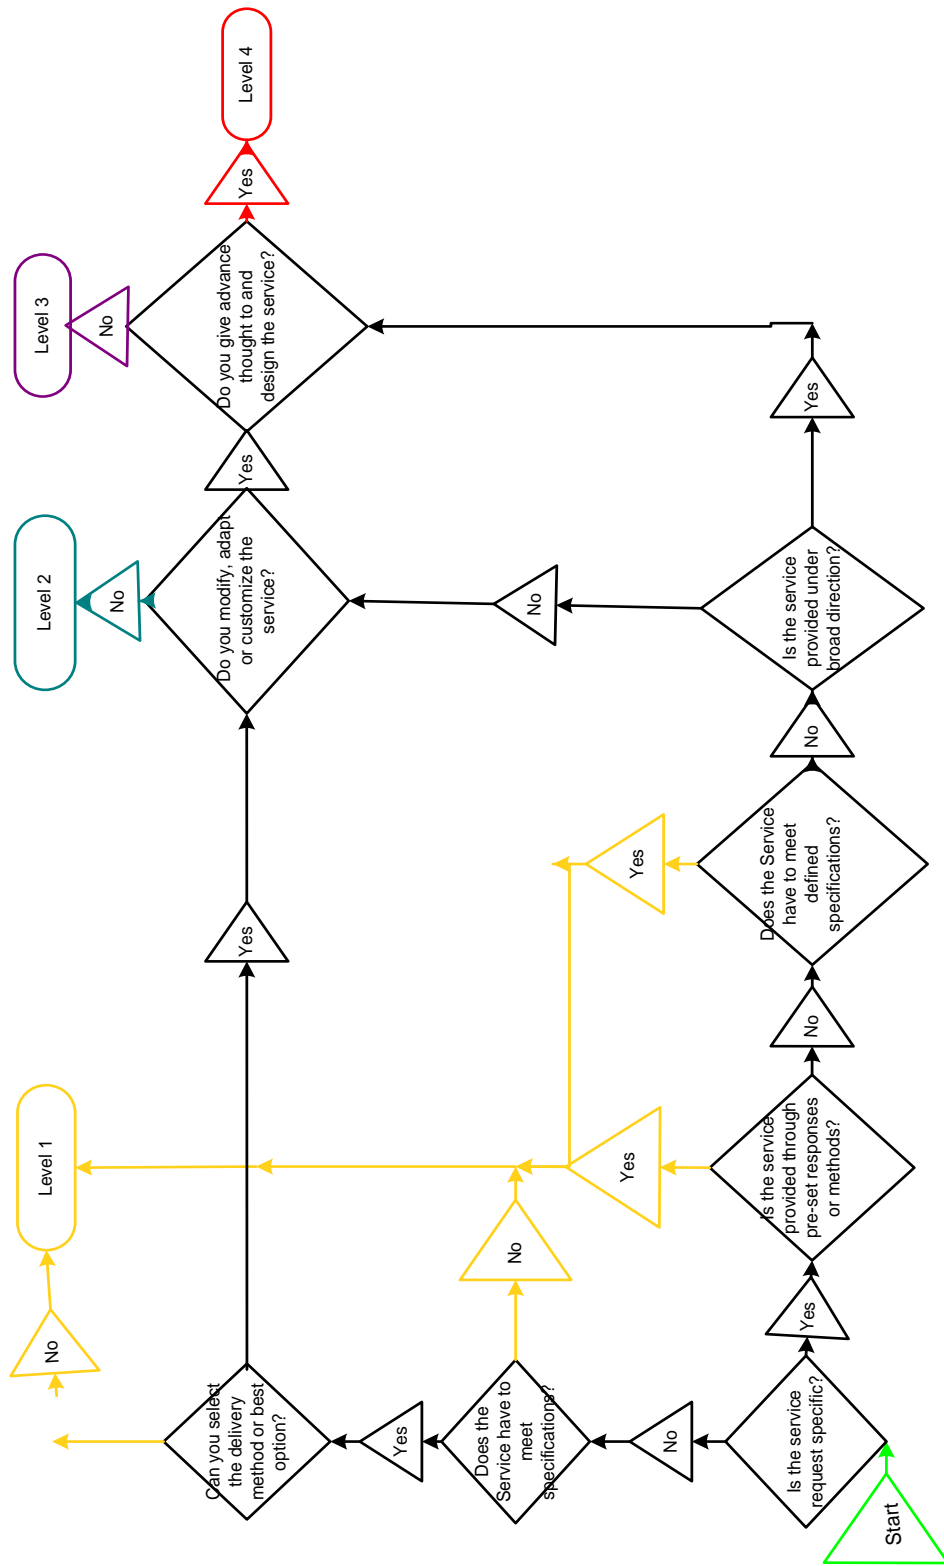 No
Level 1
Level 2
Level 3
No
No
Can you select
the delivery
method or best
option?
Yes
Do you modify, adapt
or customize the
service?
Yes
Do you give advance
thought to and
design the service?
Yes
Level 4
Yes
Does the
Service have to
meet
specifications?
No
No
Yes
Yes
No
Is the service
request specific?
Yes
Is the service
provided through
pre-set responses
or methods?
No
Does the Service
have to meet
defined
specifications?
No
Is the service
provided under
broad direction?
Yes
Start